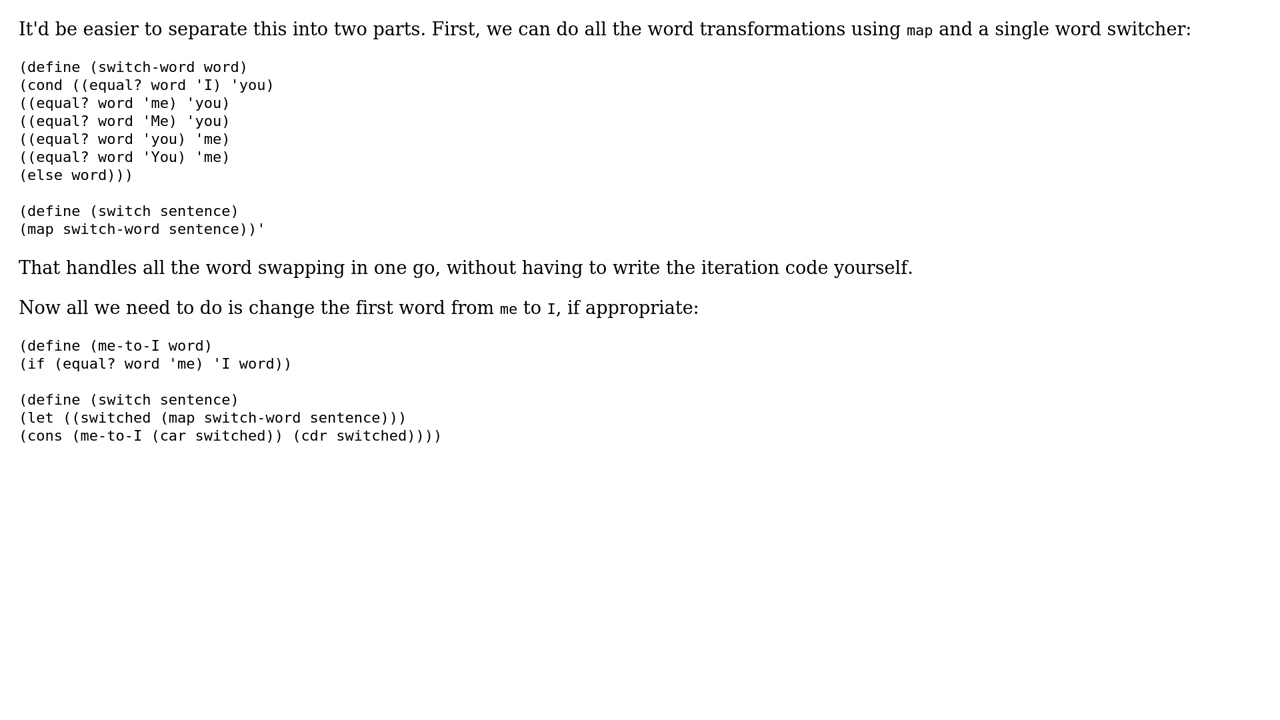 It'd be easier to separate this into two parts. First, we can do all the word transformations using map and a single word switcher:
(define (switch-word word)
(cond ((equal? word 'I) 'you)
((equal? word 'me) 'you)
((equal? word 'Me) 'you)
((equal? word 'you) 'me)
((equal? word 'You) 'me)
(else word)))
(define (switch sentence)
(map switch-word sentence))'
That handles all the word swapping in one go, without having to write the iteration code yourself.
Now all we need to do is change the first word from me to I, if appropriate:
(define (me-to-I word)
(if (equal? word 'me) 'I word))
(define (switch sentence)
(let ((switched (map switch-word sentence)))
(cons (me-to-I (car switched)) (cdr switched))))